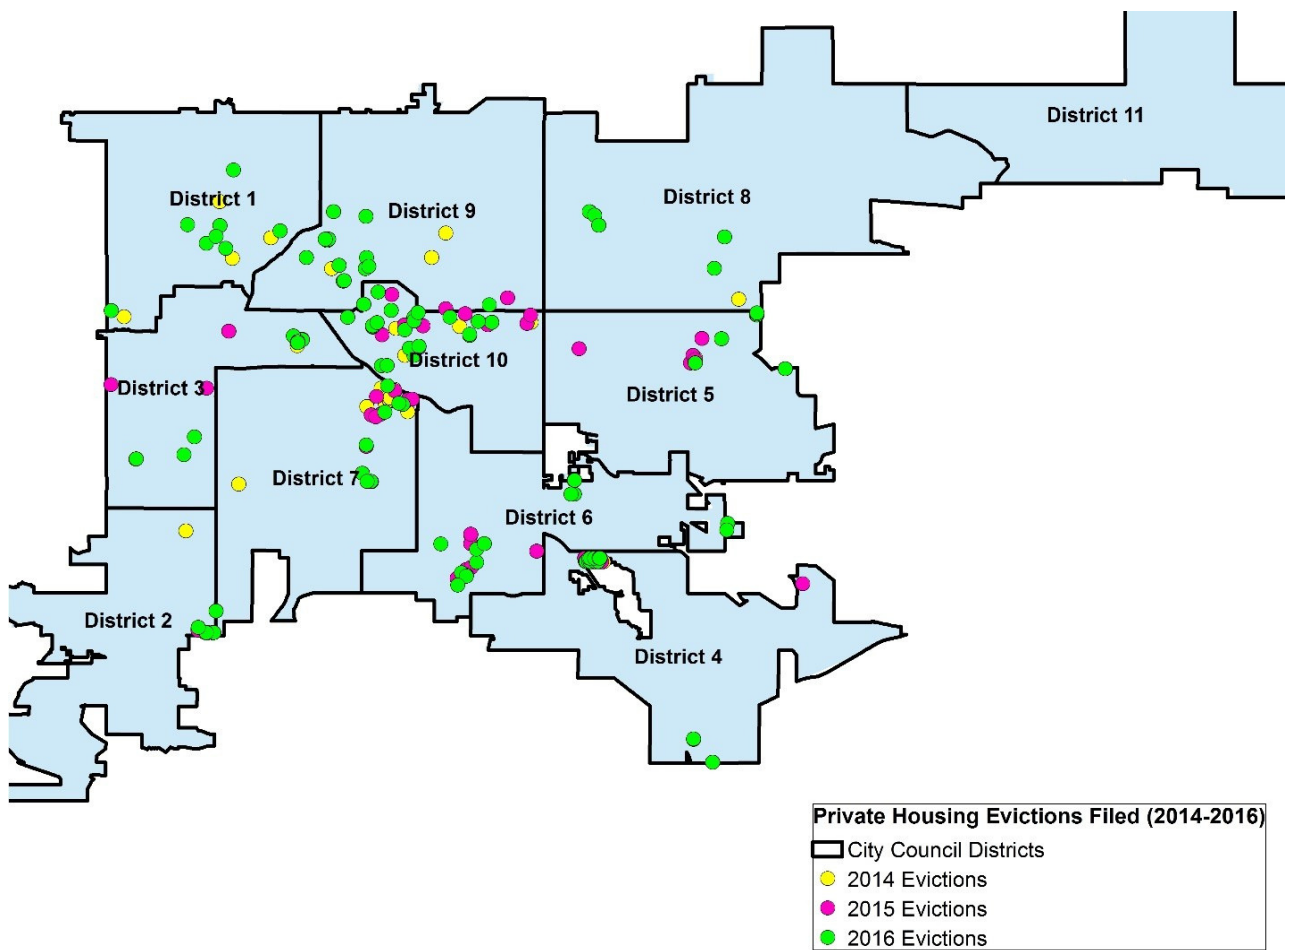 District 11
District 1
District 8
District 9
District 10
District 3
District 5
District 7
District 6
District 2
District 4
Private Housing Evictions Filed (2014-2016)
City Council Districts
2014 Evictions
2015 Evictions
2016 Evictions